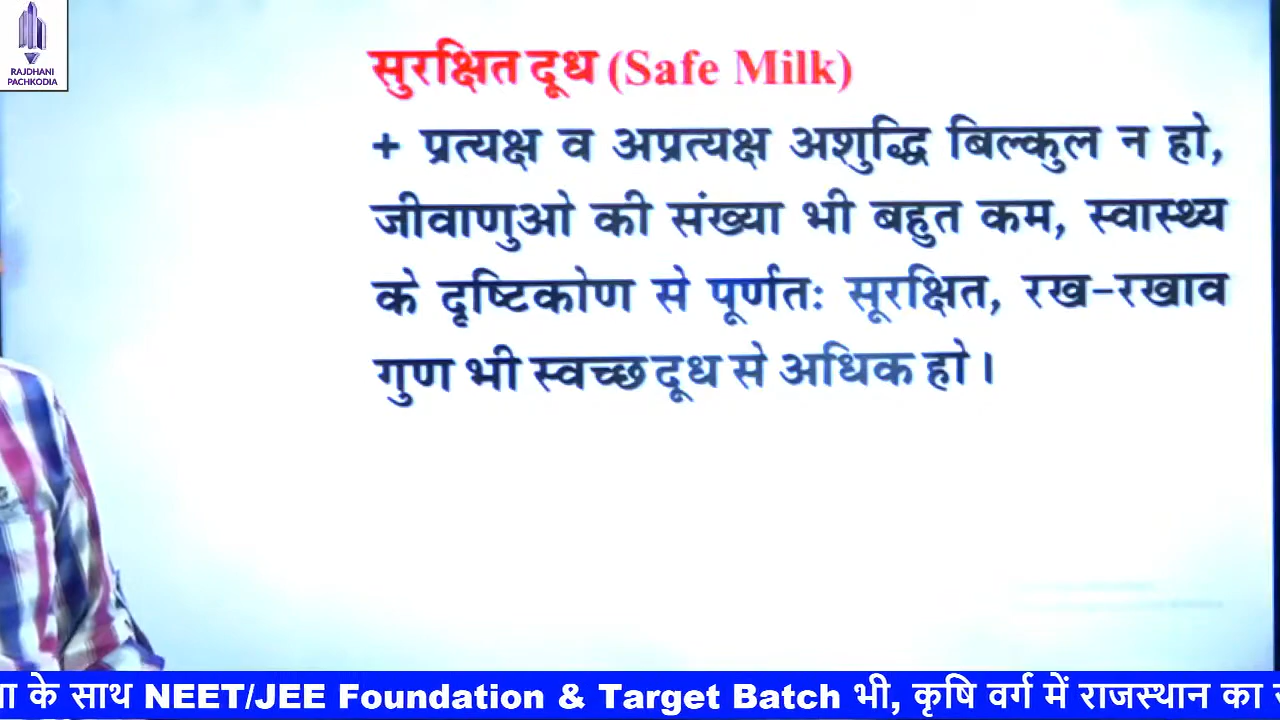 RAJDHANI
PACHKODIA
सुरक्षित दूध (Safe Milk)
+ प्रत्यक्ष व अप्रत्यक्ष अशुद्धि बिल्कुल न हो,
जीवाणुओ की संख्या भी बहुत कम, स्वास्थ्य
के दृष्टिकोण से पूर्णतः सूरक्षित, रख-रखाव
गुण भी स्वच्छ दूध से अधिक हो।
के साथ NEET/JEE Foundation & Target Batch भी, कृषि वर्ग में राजस्थान का